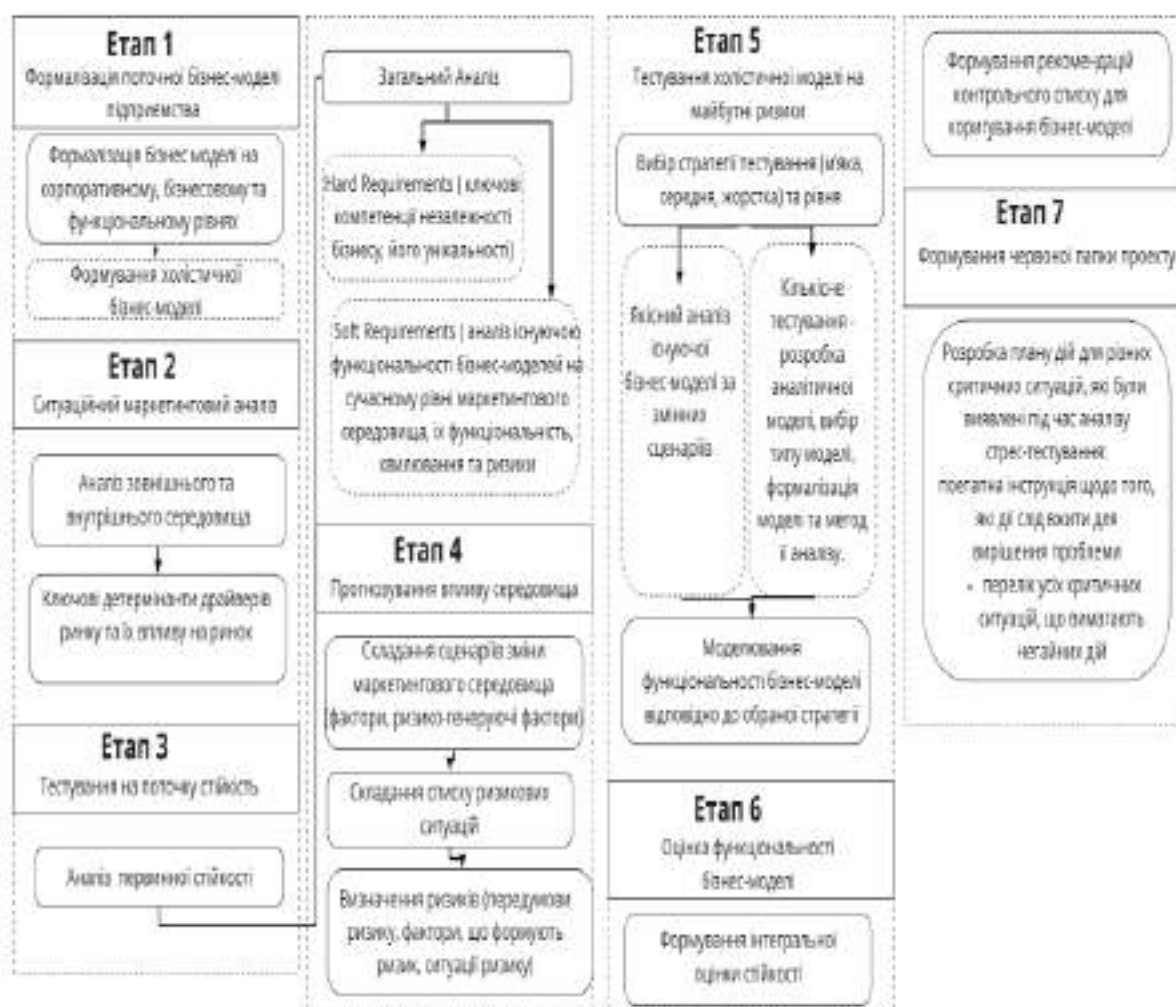 Етап 1
Формалізація поточної бізнес-моделі
підприємства
Формалізація бізнес моделі на
корпоративному, бізнесовому та
функціональному рівнях
Формування холістичної
бізнес-моделі
Етап 2
Ситуаційний маркетинговий аналіз
Аналіз зовнішнього та
внутрішнього середовища
Ключові детермінанти драйверів
ринку та їх впливу на ринок
Етап 3
Тестування на поточку стійкість
Аналіз первинної стійкості
Загальний Аналіз
Hard Requirements | ключові
компетенції незалежності
бізнесу, його унікальності)
Soft Requirements | аналіз існуючою
функціональності бізнес-моделей на
сучасному рівні маркетингового
середовища, їх функціональність,
хвилювання та ризики
Етап 4
Прогнозування впливу середовища
Складання сценаріїв зміни
маркетингового середовища
(фактори, ризико-генеруючі фактори)
Складання списку ризикових
ситуацій
Визначення ризиків (передумови
ризику, фактори, що формують
ризик, ситуації ризику)
Етап 5
Тестування холістичної моделі на
майбутні ризики
Вибір стратегії тестування (м'яка,
середня, жорстка) та рівня
Якісний аналіз
існуючої
бізнес-моделі за
змінних
сценаріїв
Кількісне
тестування -
розробка
аналітичної
моделі, вибір
типу моделі,
формалізація
моделі та метод
її аналізу.
Моделювання
функціональності бізнес-моделі
відповідно до обраної стратегії
Етап 6
Оцінка функціональності
бізнес-моделі
Формування інтегральної
оцінки стійкості
Формування рекомендацій
контрольного списку для
коригування бізнес-моделі
Етап 7
Формування червоної папки проекту
Розробка плану дій для різних
критичних ситуацій, які були
виявлені під час аналізу
стрес-тестування:
поетапна інструкція щодо того,
які дії слід вжити для
вирішення проблеми
• перелік усіх критичних
ситуацій, що вимагають
негайних дій